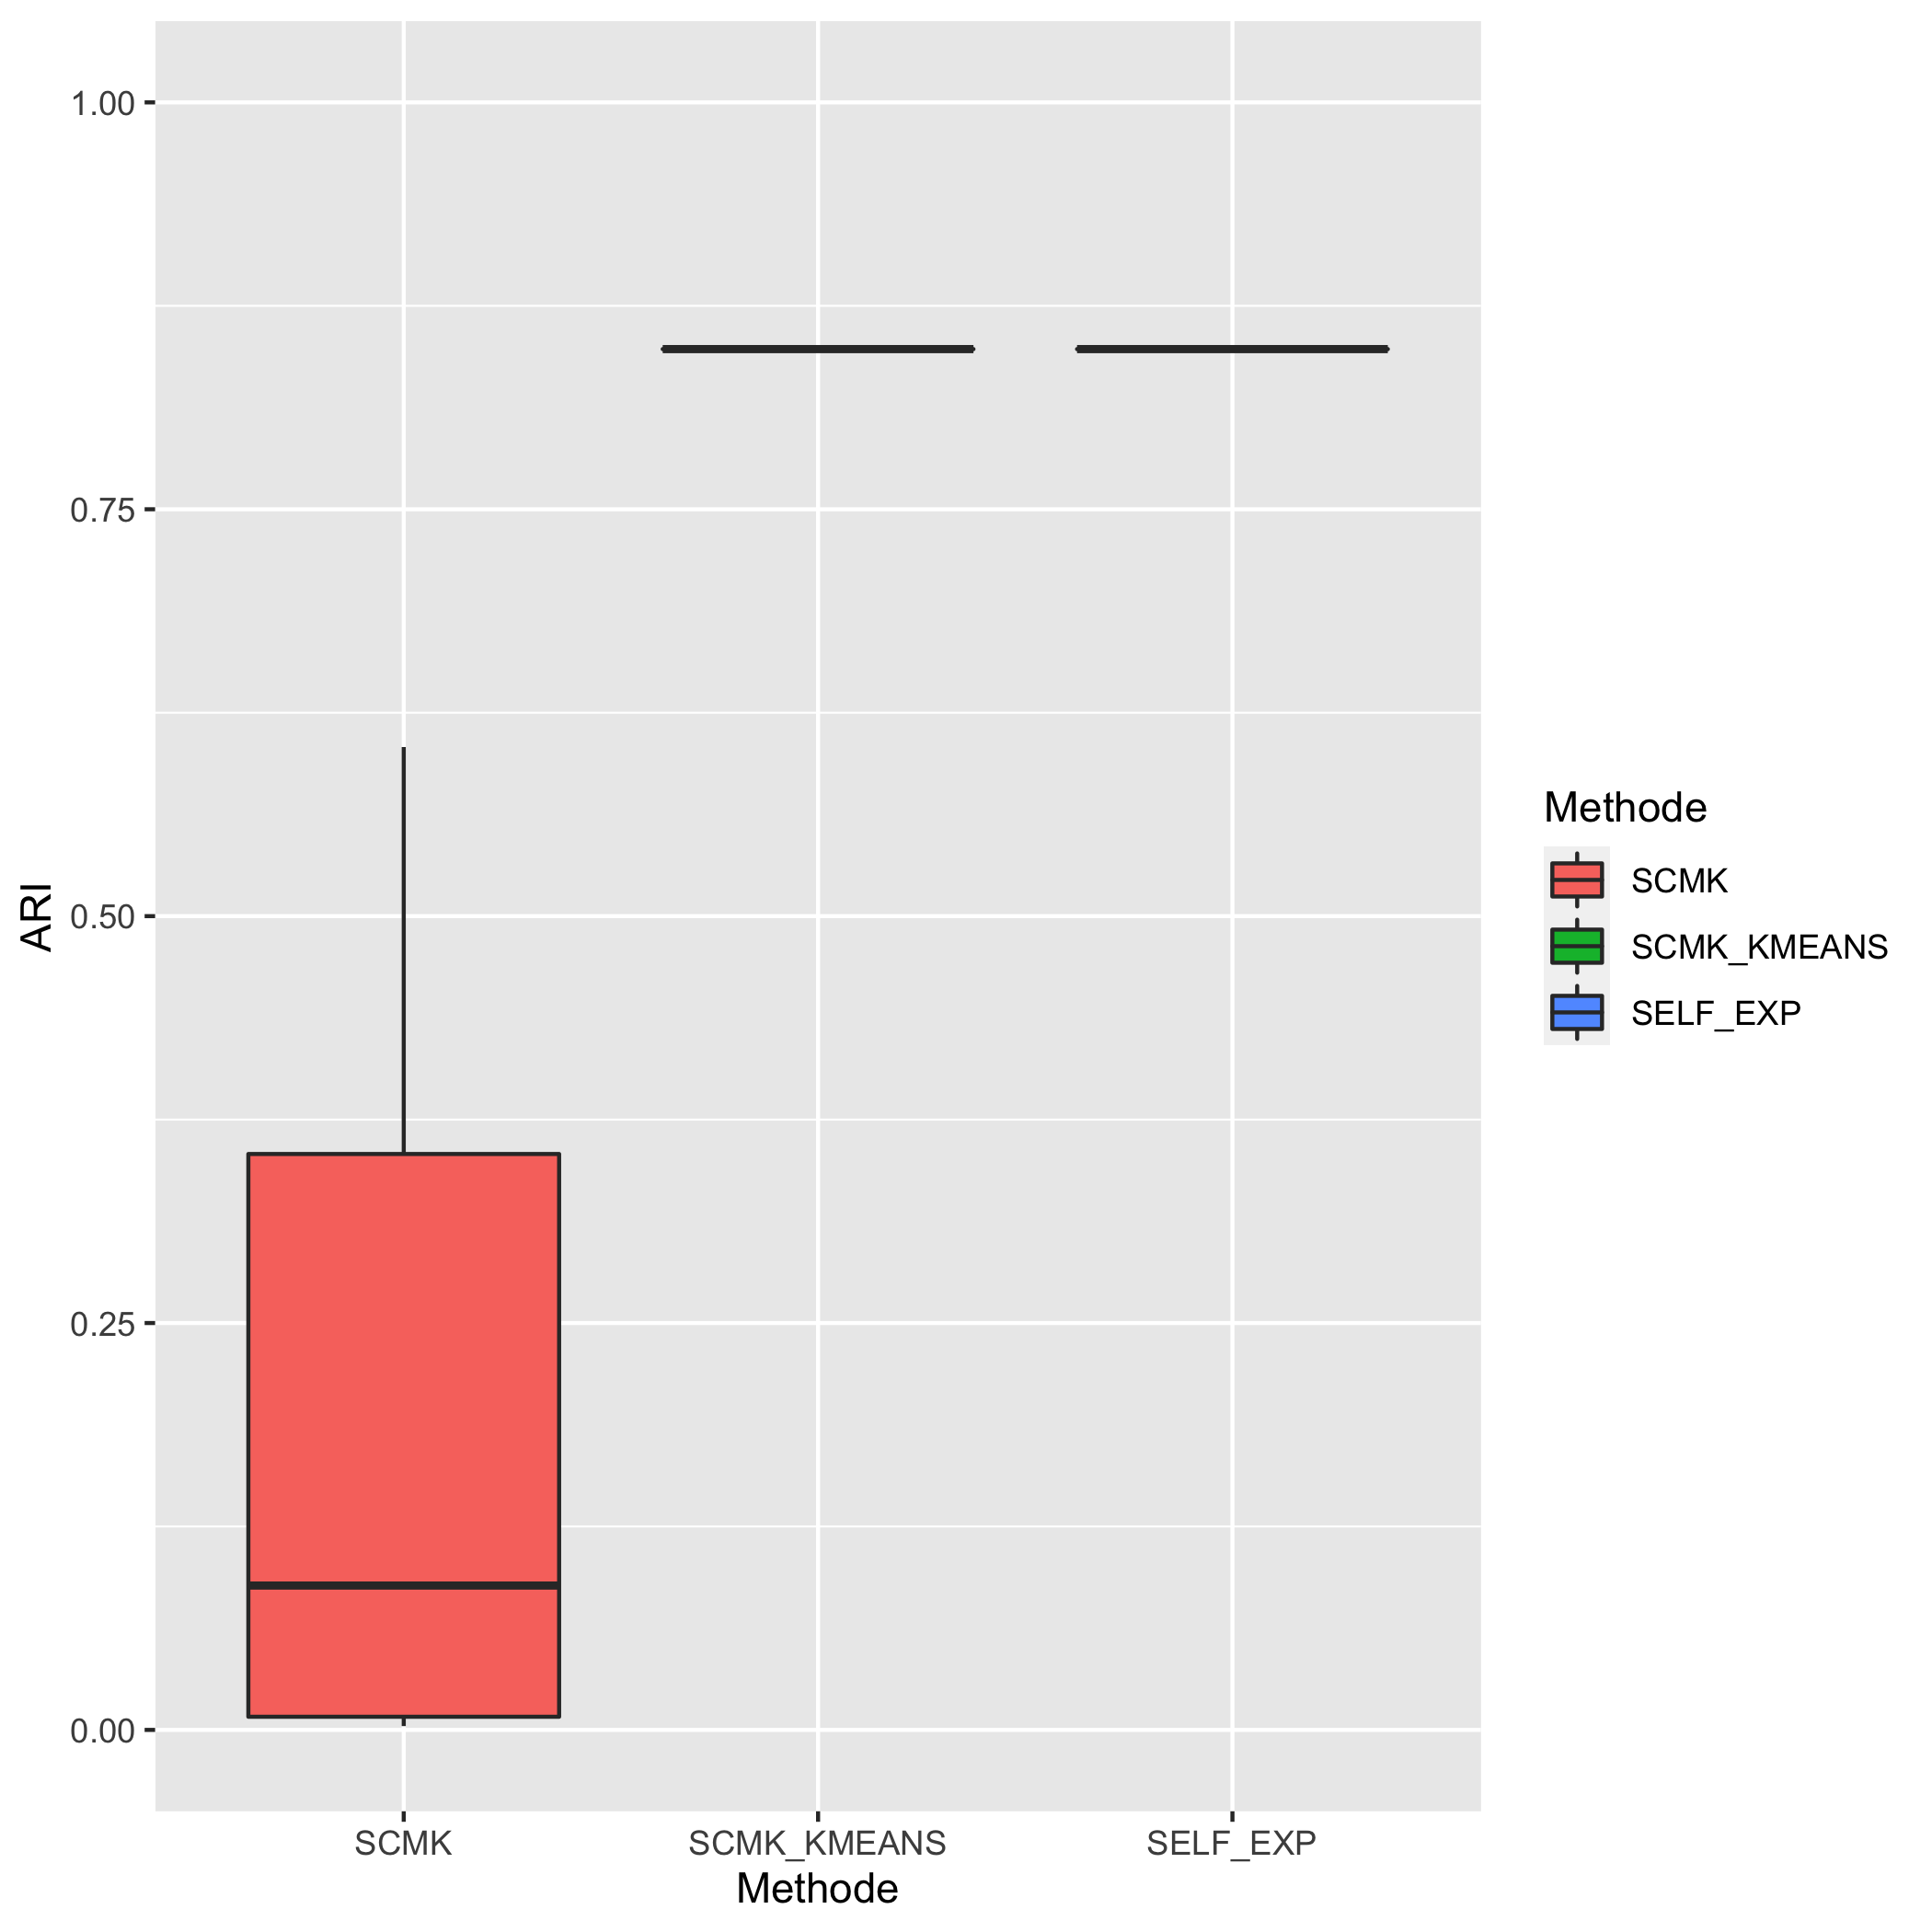 ARI
1.00
0.75
0.50
0.25
0.00
SCMK SCMK_KMEANS SELF_EXP
Methode
Methode
SCMK
SCMK_KMEANS
SELF_EXP